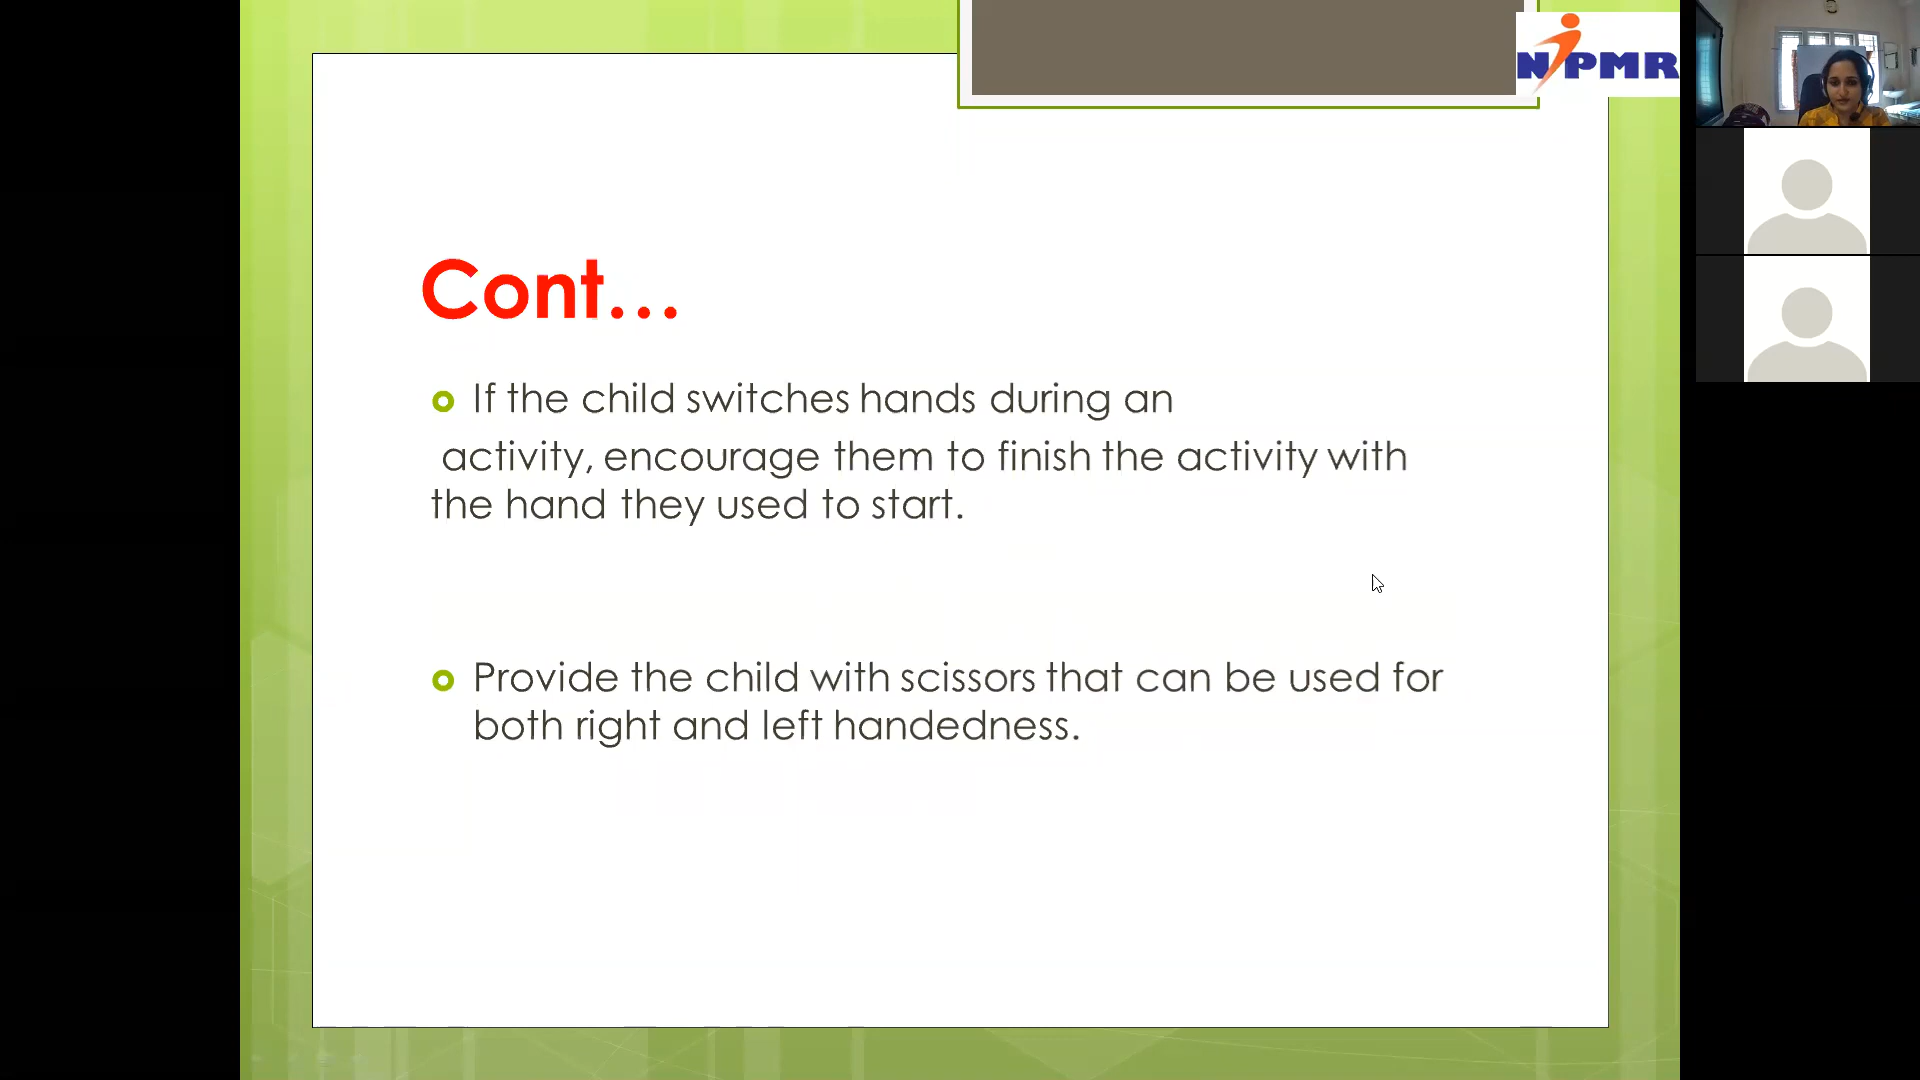 NIPMR
Cont...
If the child switches hands during an
activity, encourage them to finish the activity with
the hand they used to start.
Provide the child with scissors that can be used for
both right and left handedness.